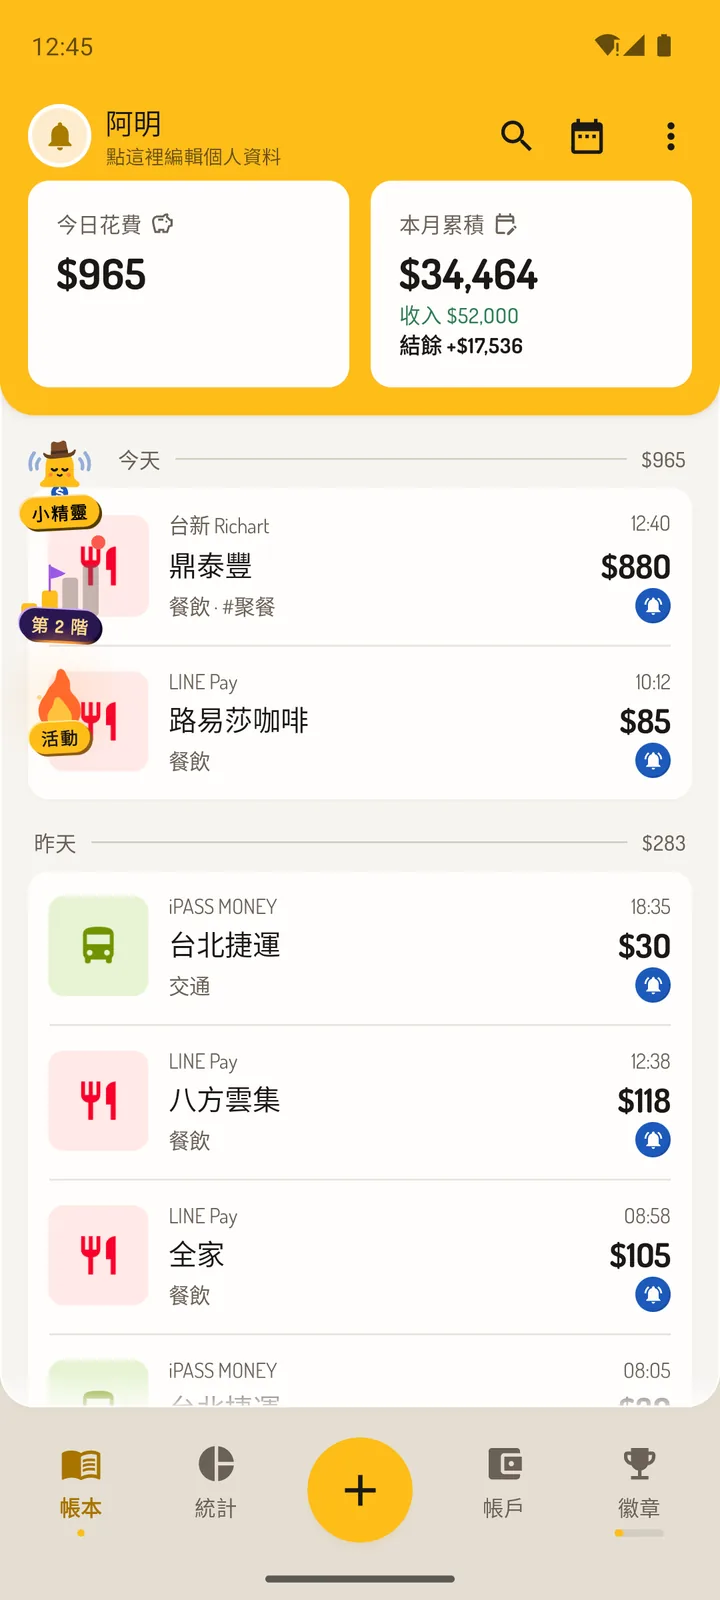 12:45
阿明
點這裡編輯個人資料
今日花費
$965
本月累積
$34,464
收入 $52,000
結餘 +$17,536
今天
$965
小精靈
台新 Richart
12:40
鼎泰豐
$880
餐飲 · #聚餐
第 2 階
LINE Pay
10:12
路易莎咖啡
$85
活動
餐飲
昨天
$283
iPASS MONEY
18:35
台北捷運
$30
交通
LINE Pay
12:38
八方雲集
$118
餐飲
LINE Pay
08:58
全家
$105
餐飲
iPASS MONEY
08:05
台北捷運
帳本
統計
帳戶
徽章